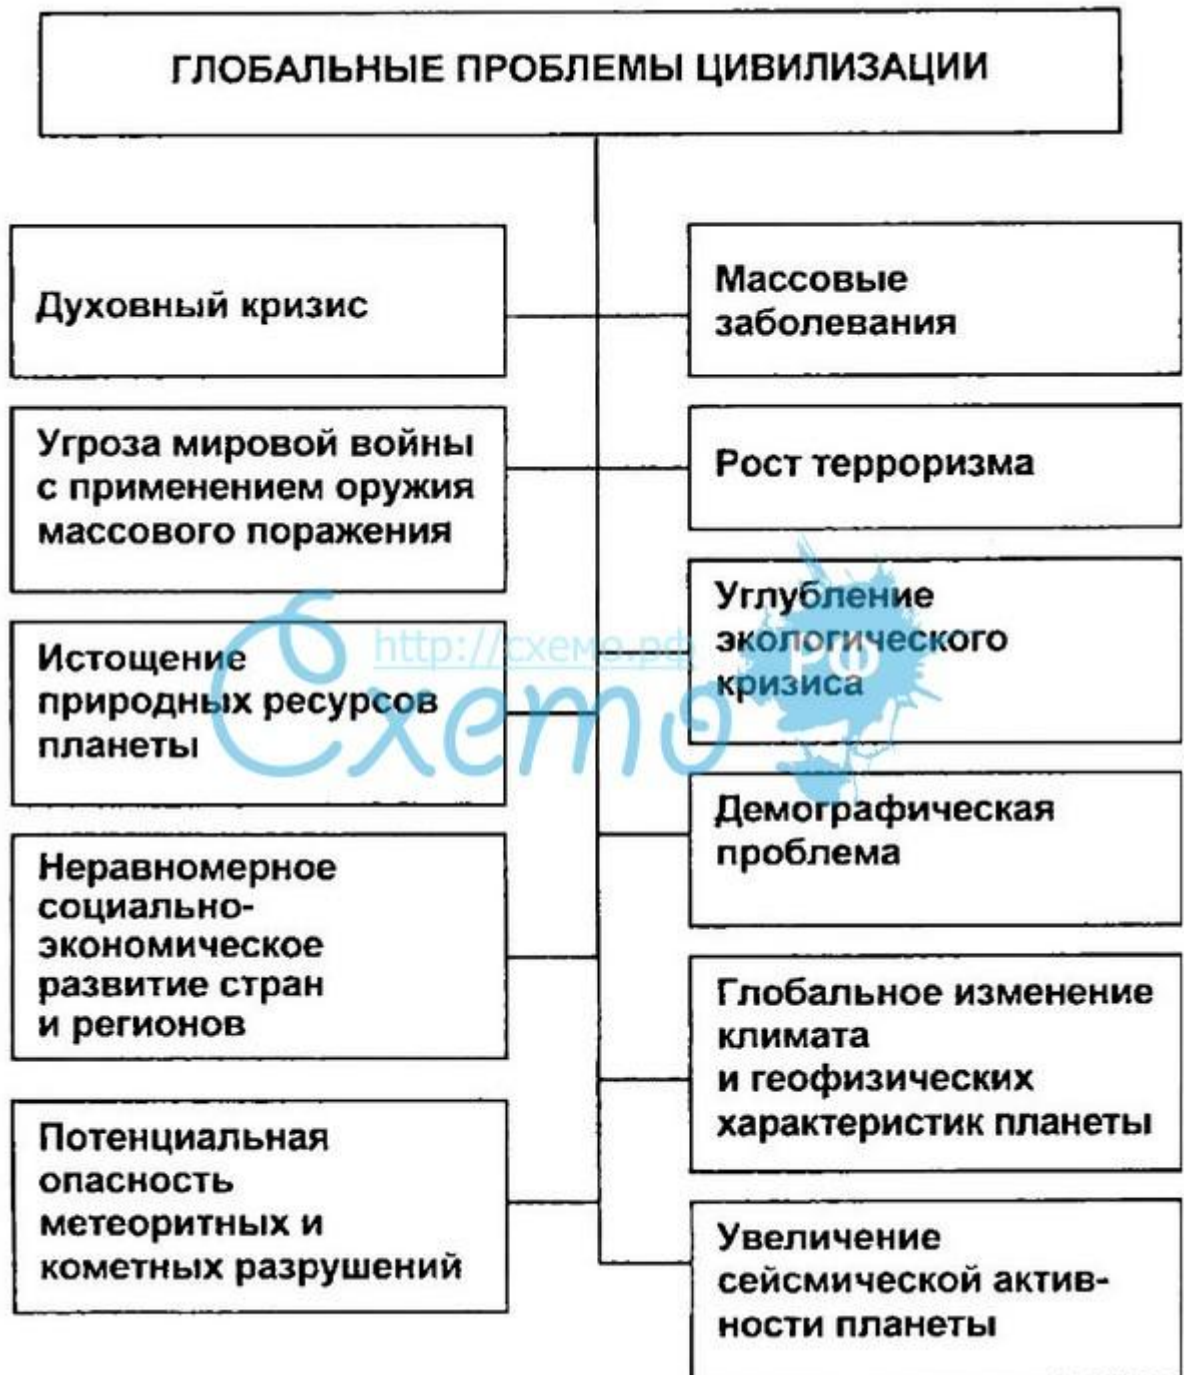 ГЛОБАЛЬНЫЕ ПРОБЛЕМЫ ЦИВИЛИЗАЦИИ
Духовный кризис
Массовые
заболевания
Угроза мировой войны
с применением оружия
массового поражения
Рост терроризма
Истощение
природных ресурсов
планеты
Углубление
экологического
кризиса
Неравномерное
социально-
экономическое
развитие стран
и регионов
Демографическая
проблема
Глобальное изменение
климата
и геофизических
характеристик планеты
Потенциальная
опасность
метеоритных и
кометных разрушений
Увеличение
сейсмической актив-
ности планеты
http://схемо.рф
Схемо
РФ